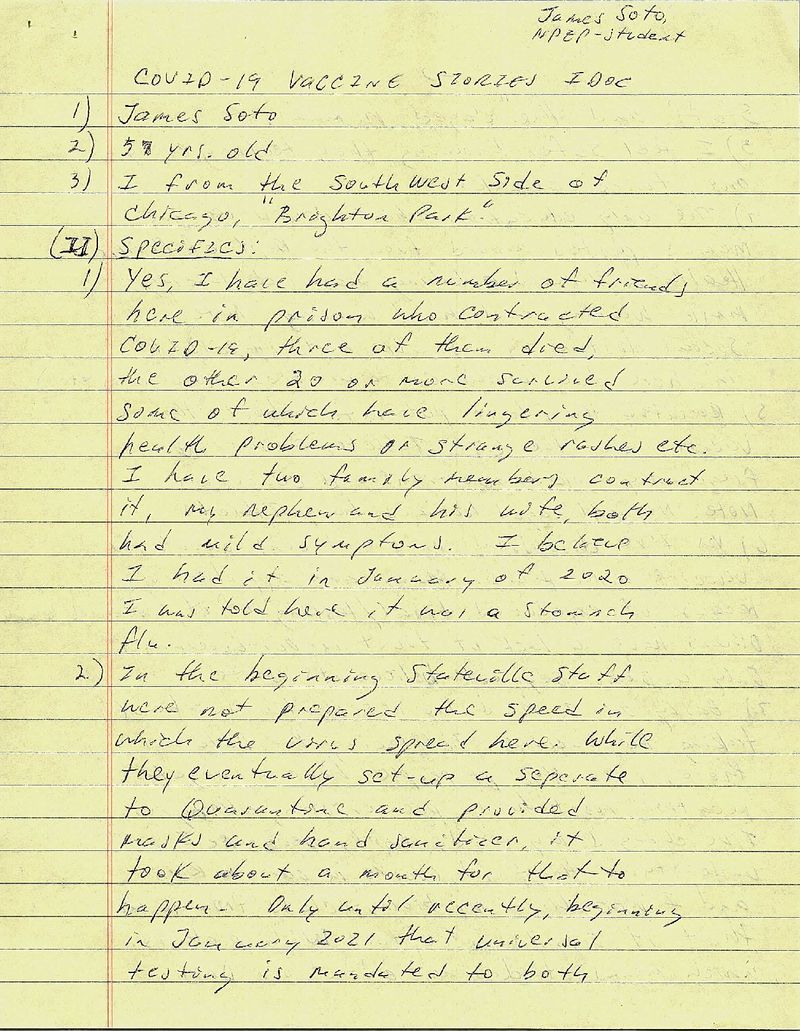 James Soto,
NPEP-Student
COVID-19 VACCINE STORIES IDOC
1) James Soto
2) yrs. old
3) I from the Southwest Side of
Chicago, "Brighton Park".
(II) SPECIFICS:
1) Yes, I have had a number of friends
here in prison who contracted
COVID-19, three of them died,
the other 20 or more survived
some of which have lingering
health problems or strange rashes etc.
I have two family members contract
it, my nephew and his wife, both
had mild symptoms. I believe
I had it in January of 2020
I was told here it was a stomach
flu.
2) In the beginning Stateville Staff
were not prepared the speed in
which the virus spread here. While
they eventually set-up a seperate
to Quarantine and provided
masks and hand sanitizer, it
took about a month for that to
happen. Only until recently, beginning
in January 2021 that universal
testing is mandated to both